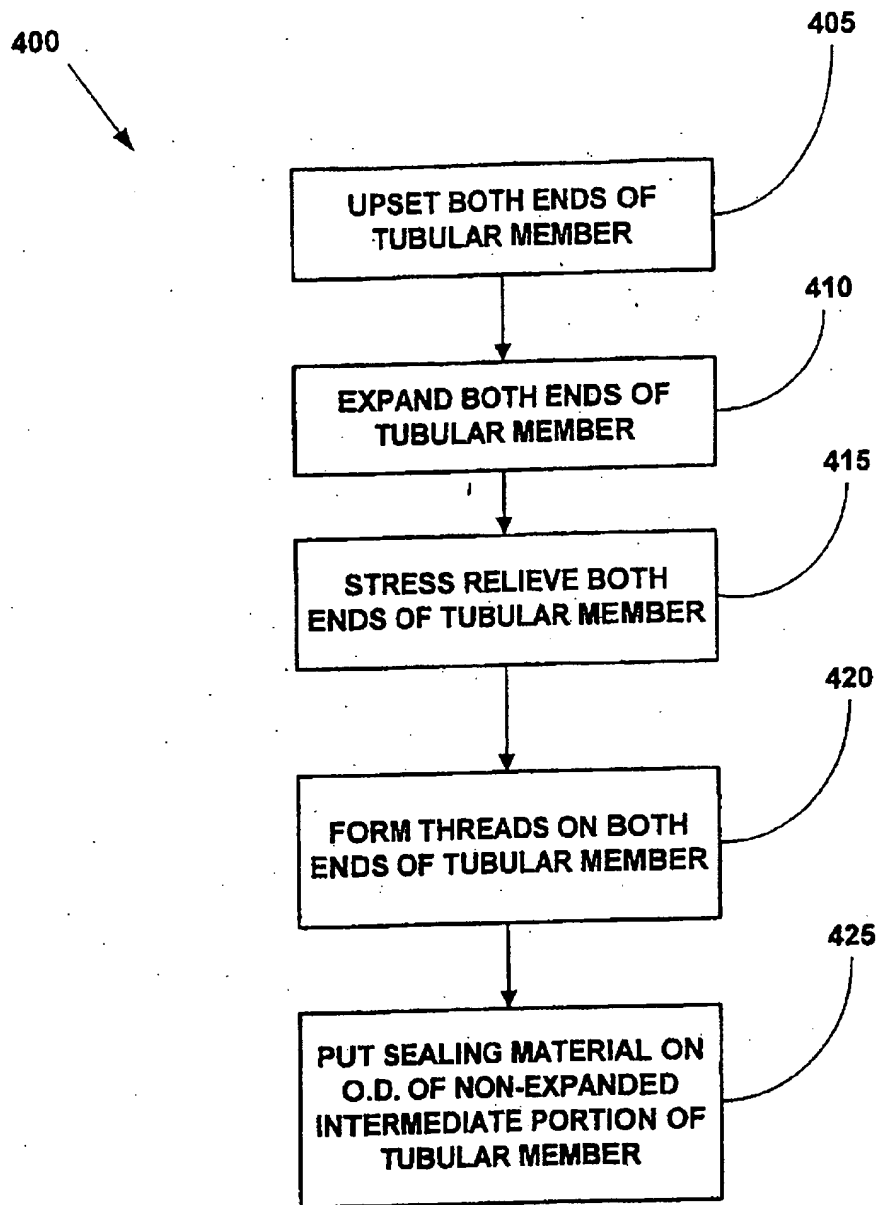 400
405
UPSET BOTH ENDS OF
TUBULAR MEMBER
410
EXPAND BOTH ENDS OF
TUBULAR MEMBER
415
STRESS RELIEVE BOTH
ENDS OF TUBULAR MEMBER
420
FORM THREADS ON BOTH
ENDS OF TUBULAR MEMBER
425
PUT SEALING MATERIAL ON
O.D. OF NON-EXPANDED
INTERMEDIATE PORTION OF
TUBULAR MEMBER